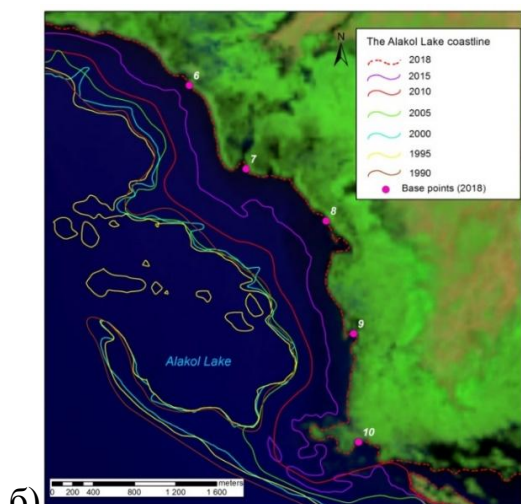 The Alakol Lake coastline
N
2018
2015
2010
2005
2000
1995
1990
Base points (2018)
6
7
8
9
10
Alakol Lake
meters
0 200 400 800 1 200 1 600
б)